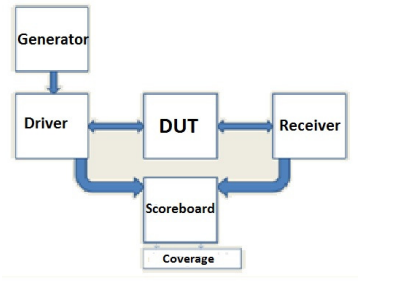 Generator
Driver
DUT
Receiver
Scoreboard
Coverage